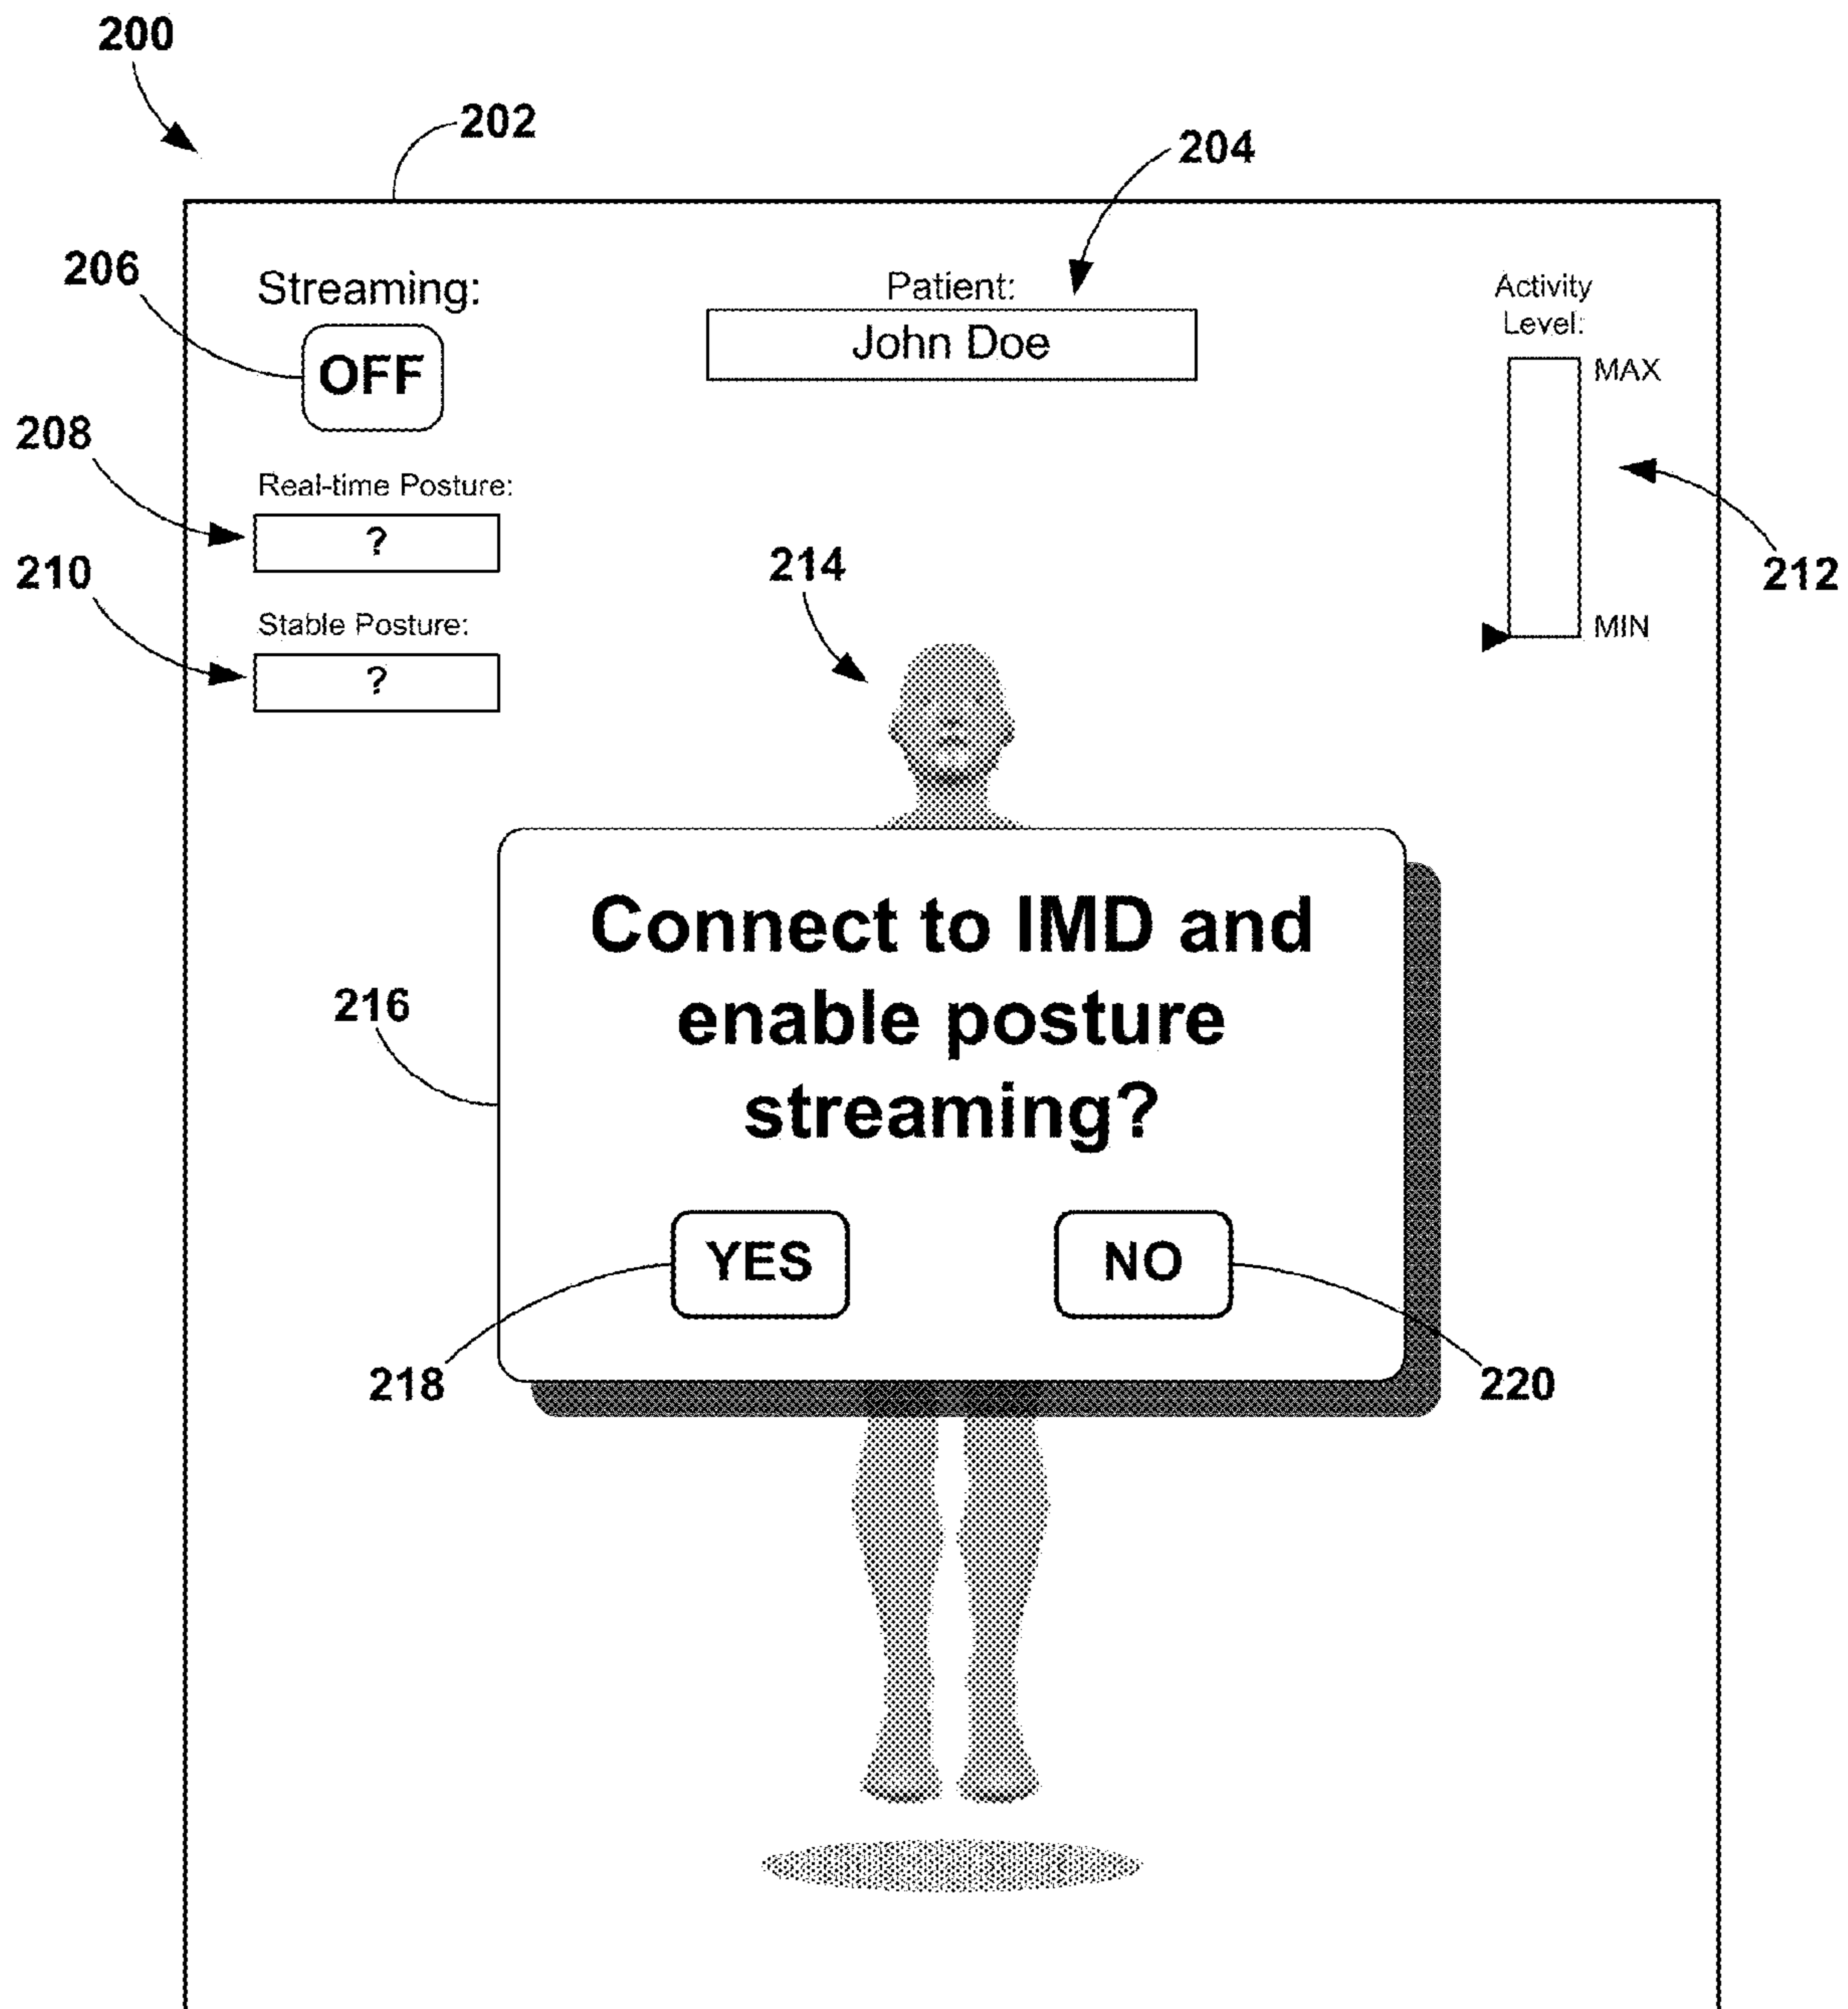 200
202
204
206
Streaming:
OFF
Patient:
John Doe
Activity
Level:
MAX
208
Real-time Posture:
?
212
210
Stable Posture:
?
MIN
214
Connect to IMD and
enable posture
streaming?
216
YES
NO
218
220